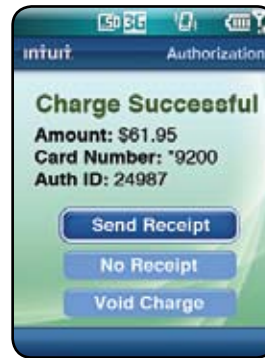 3G
intuit. Authorization
Charge Successful
Amount: $61.95
Card Number: *9200
Auth ID: 24987
Send Receipt
No Receipt
Void Charge